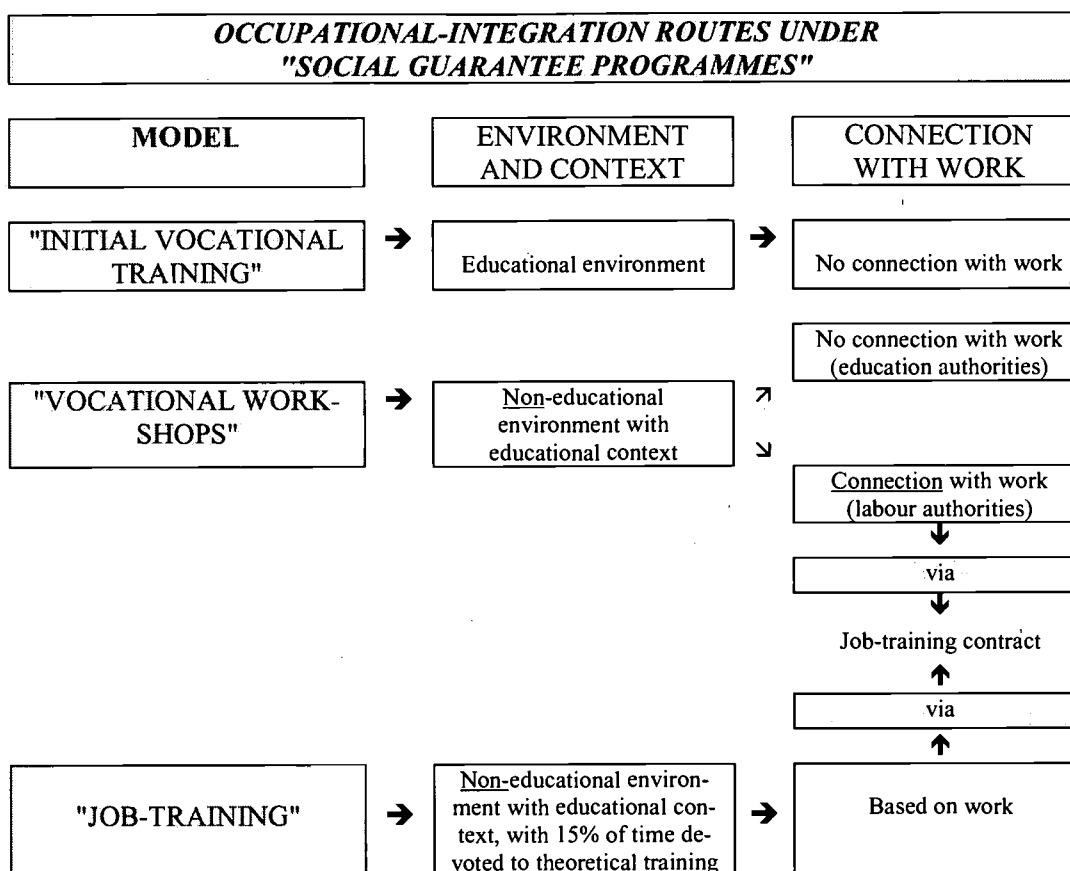 OCCUPATIONAL-INTEGRATION ROUTES UNDER
"SOCIAL GUARANTEE PROGRAMMES"
MODEL
ENVIRONMENT
AND CONTEXT
CONNECTION
WITH WORK
"INITIAL VOCATIONAL
TRAINING"
Educational environment
No connection with work
No connection with work
(education authorities)
"VOCATIONAL WORK-
SHOPS"
Non-educational
environment with
educational context
Connection with work
(labour authorities)
via
Job-training contract
via
"JOB-TRAINING"
Non-educational environ-
ment with educational con-
text, with 15% of time de-
voted to theoretical training
Based on work